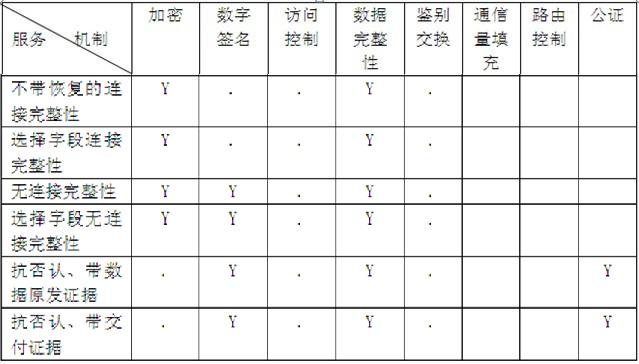 服务 机制 加密 数字签名 访问控制 数据完整性 鉴别交换 通信量填充 路由控制 公证
不带恢复的连接完整性 Y . . Y .
选择字段连接完整性 Y . . Y .
无连接完整性 Y Y . Y .
选择字段无连接完整性 Y Y . Y .
抗否认、带数据原发证据 . Y . Y . Y
抗否认、带交付证据 . Y . Y . Y